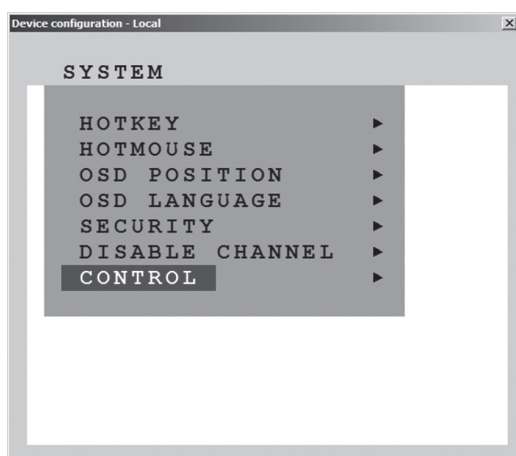 Device configuration - Local
SYSTEM
HOTKEY
HOTMOUSE
OSD POSITION
OSD LANGUAGE
SECURITY
DISABLE CHANNEL
CONTROL